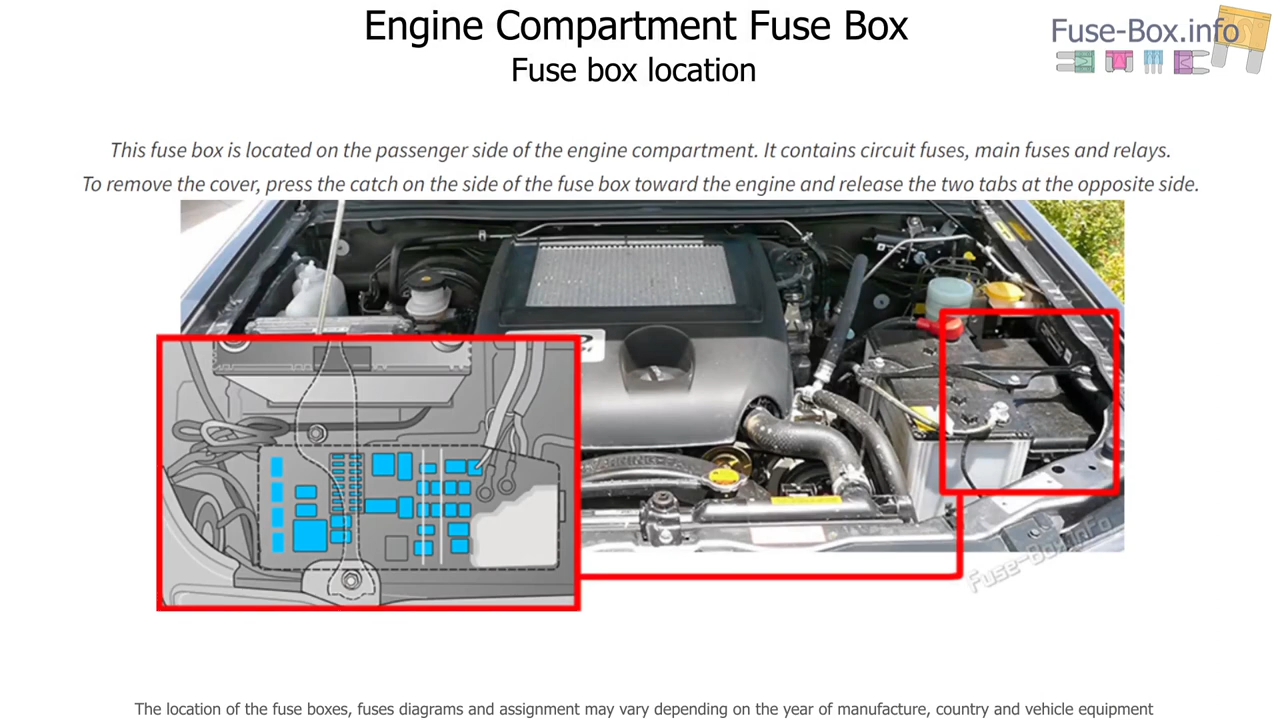 Engine Compartment Fuse Box
Fuse box location
Fuse-Box.info
This fuse box is located on the passenger side of the engine compartment. It contains circuit fuses, main fuses and relays.
To remove the cover, press the catch on the side of the fuse box toward the engine and release the two tabs at the opposite side.
Fuse-Box.info
The location of the fuse boxes, fuses diagrams and assignment may vary depending on the year of manufacture, country and vehicle equipment